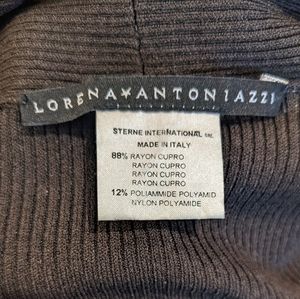 LORENA★ANTONIAZZI
STERNE INTERNATIONAL SRL
MADE IN ITALY
88% RAYON CUPRO
RAYON CUPRO
RAYON CUPRO
RAYON CUPRO
12% POLIAMMIDE POLYAMID
NYLON POLYAMIDE